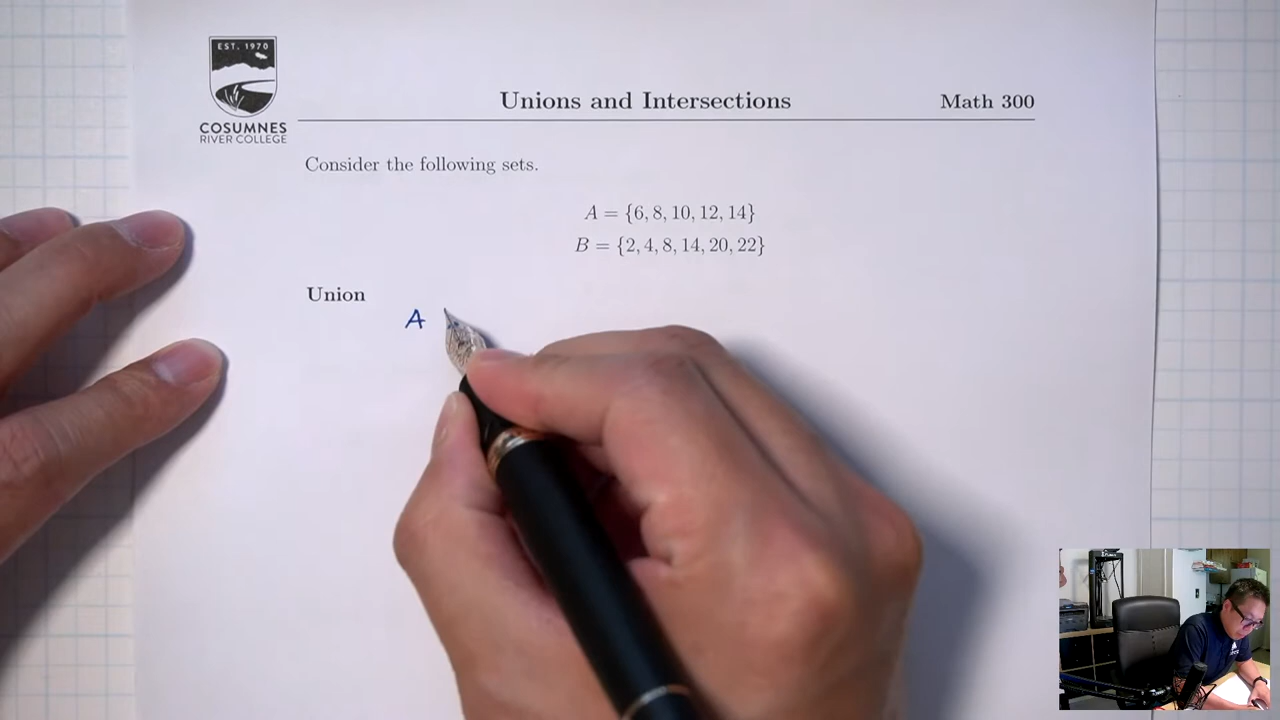 EST. 1970
COSUMNES
RIVER COLLEGE
Unions and Intersections
Math 300
Consider the following sets.
A = {6, 8, 10, 12, 14}
B = {2, 4, 8, 14, 20, 22}
Union
A